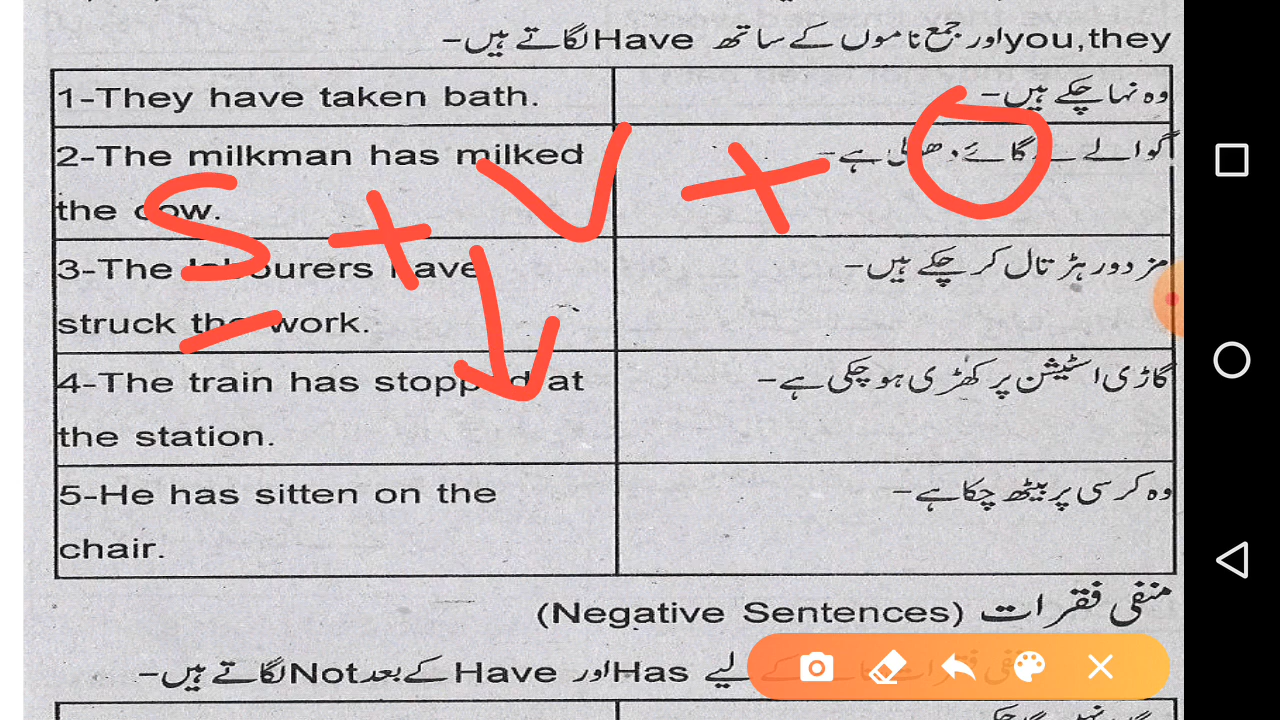 you,they اور جمع ناموں کے ساتھ Have لگاتے ہیں-
1-They have taken bath.
وہ نہا چکے ہیں-
2-The milkman has milked
the cow.
گوالے نے گائے دھولی ہے-
3-The labourers have
struck the work.
مزدور ہڑتال کر چکے ہیں-
4-The train has stopped at
the station.
گاڑی اسٹیشن پر کھڑی ہو چکی ہے-
5-He has sitten on the
chair.
وہ کرسی پر بیٹھ چکا ہے-
منفی فقرات (Negative Sentences)
لیے Has اور Have کے بعد Not لگاتے ہیں-
S + V + O